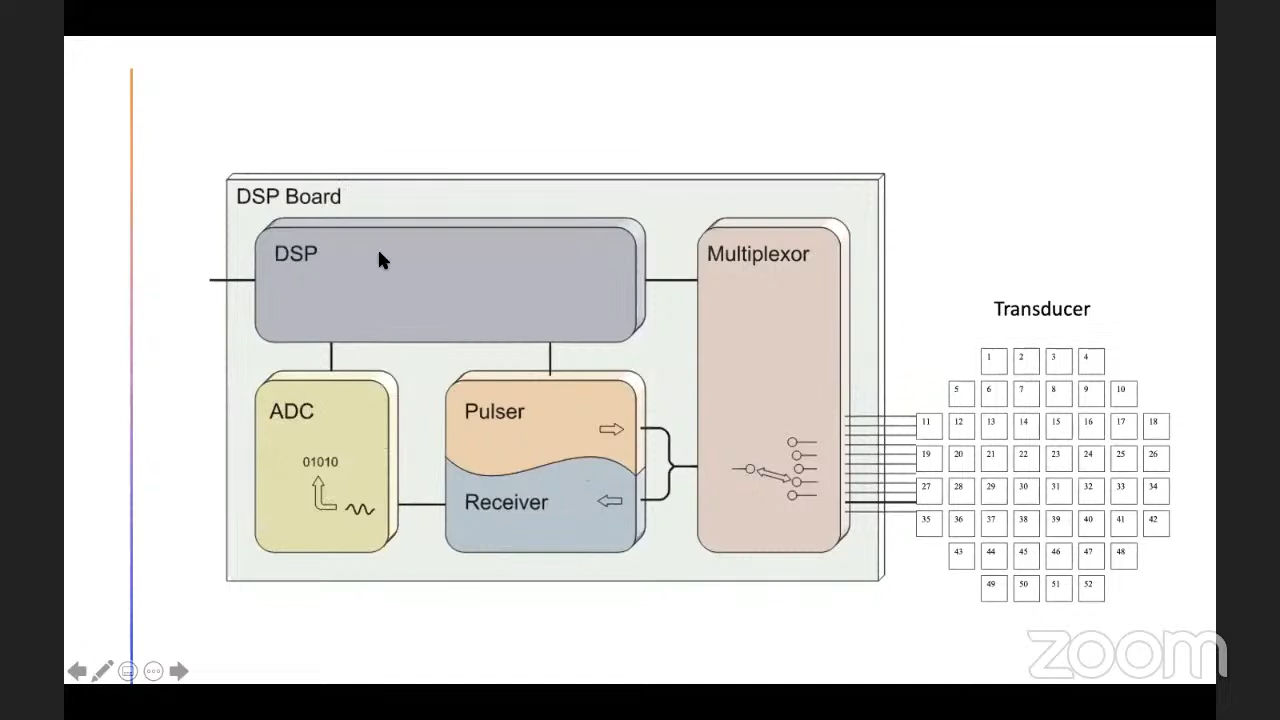 DSP Board
DSP
Multiplexor
Transducer
1 2 3 4
5 6 7 8 9 10
ADC
Pulser
11 12 13 14 15 16 17 18
01010
19 20 21 22 23 24 25 26
Receiver
27 28 29 30 31 32 33 34
35 36 37 38 39 40 41 42
43 44 45 46 47 48
49 50 51 52
zoom